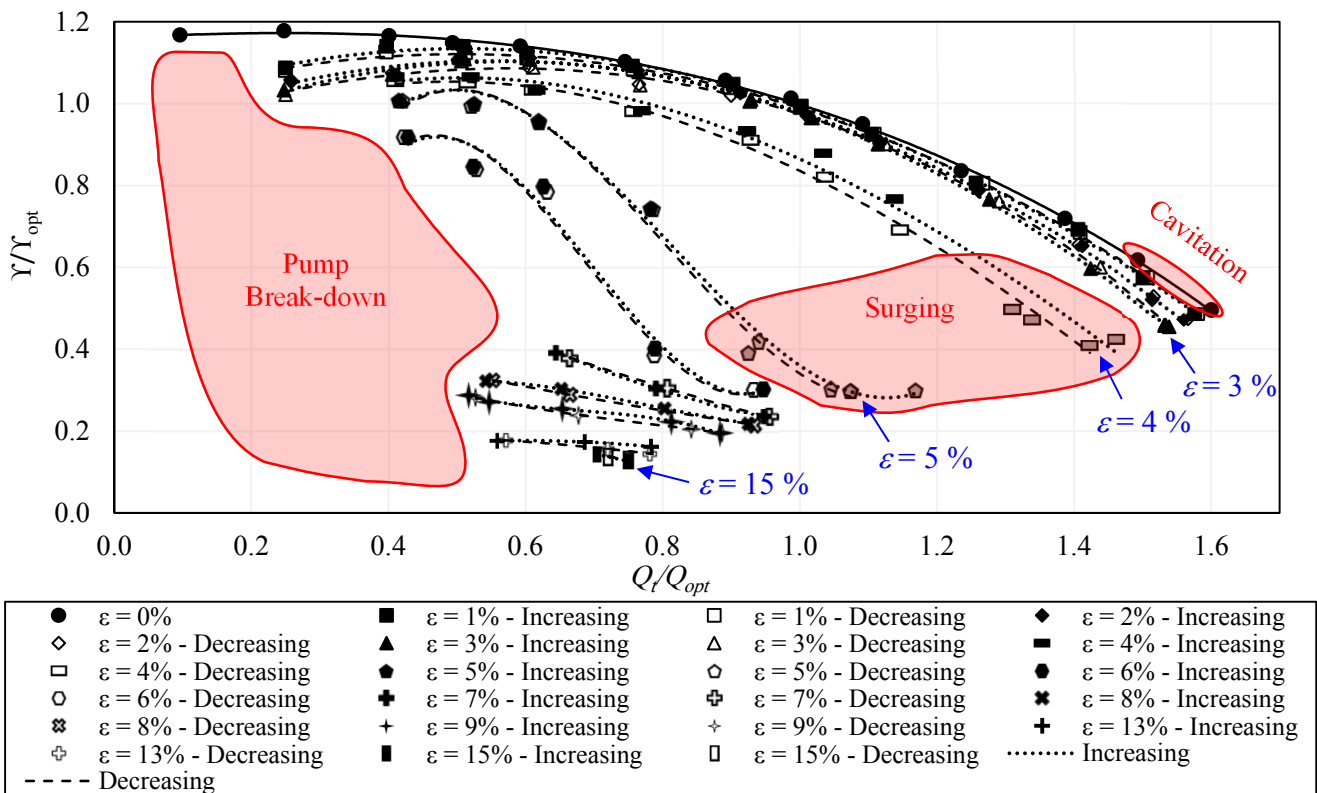 1.2
1.0
0.8
0.6
0.4
0.2
0.0
ϒ/ϒopt
Pump
Break-down
Surging
Cavitation
ε = 3 %
ε = 4 %
ε = 5 %
ε = 15 %
0.0 0.2 0.4 0.6 0.8 1.0 1.2 1.4 1.6
Qt/Qopt
ε = 0% ε = 1% - Increasing ε = 1% - Decreasing ε = 2% - Increasing
ε = 2% - Decreasing ε = 3% - Increasing ε = 3% - Decreasing ε = 4% - Increasing
ε = 4% - Decreasing ε = 5% - Increasing ε = 5% - Decreasing ε = 6% - Increasing
ε = 6% - Decreasing ε = 7% - Increasing ε = 7% - Decreasing ε = 8% - Increasing
ε = 8% - Decreasing ε = 9% - Increasing ε = 9% - Decreasing ε = 13% - Increasing
ε = 13% - Decreasing ε = 15% - Increasing ε = 15% - Decreasing Increasing
Decreasing